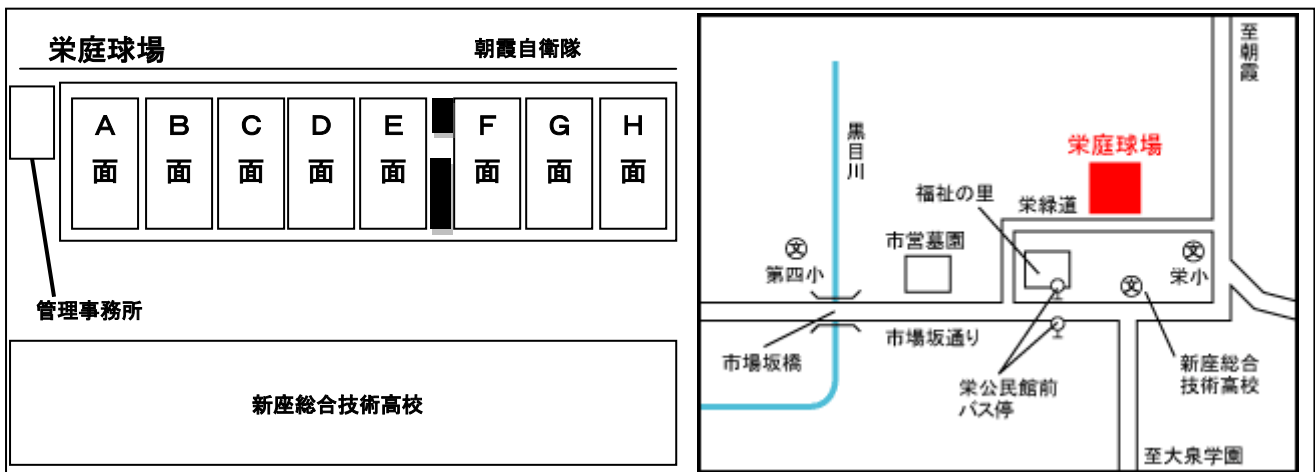 栄庭球場
朝霞自衛隊
A
面
B
面
C
面
D
面
E
面
F
面
G
面
H
面
管理事務所
新座総合技術高校
至朝霞
黒目川
栄庭球場
福祉の里
栄緑道
市営墓園
文
第四小
文
栄小
文
市場坂橋
市場坂通り
栄公民館前
バス停
新座総合
技術高校
至大泉学園